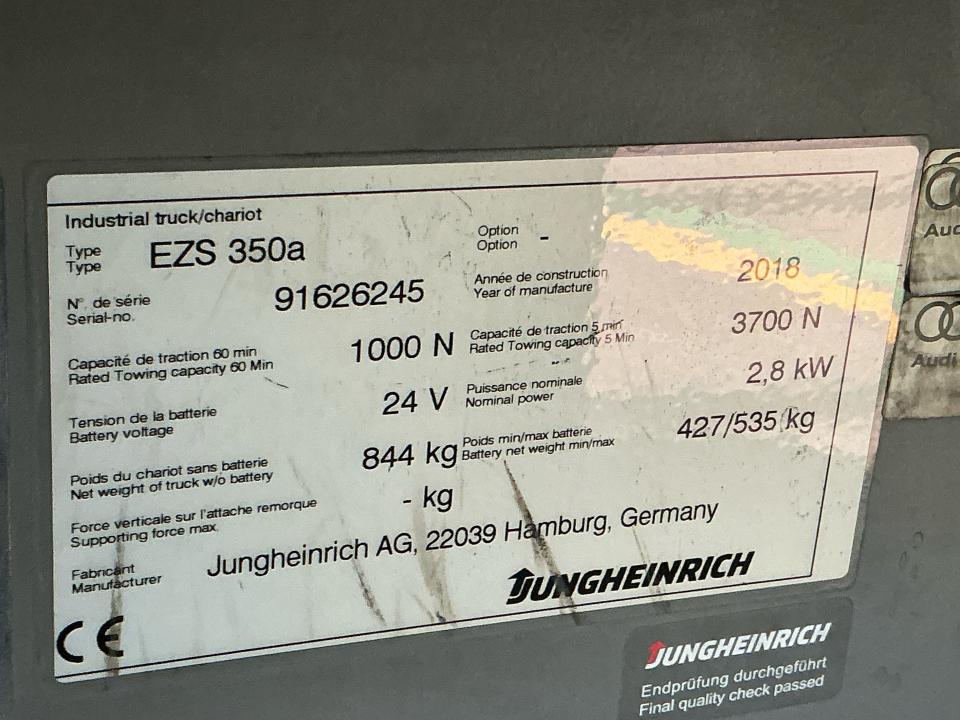 Industrial truck/chariot
Type
Type
EZS 350a
Option
Option
-
N°. de série
Serial-no.
91626245
Année de construction
Year of manufacture
2018
Capacité de traction 60 min
Rated Towing capacity 60 Min
1000 N
Capacité de traction 5 min
Rated Towing capacity 5 Min
3700 N
Tension de la batterie
Battery voltage
24 V
Puissance nominale
Nominal power
2,8 kW
Poids du chariot sans batterie
Net weight of truck w/o battery
844 kg
Poids min/max batterie
Battery net weight min/max
427/535 kg
Force verticale sur l'attache remorque
Supporting force max.
- kg
Fabricant
Manufacturer
Jungheinrich AG, 22039 Hamburg, Germany
JUNGHEINRICH
CE
JUNGHEINRICH
Endprüfung durchgeführt
Final quality check passed
Audi